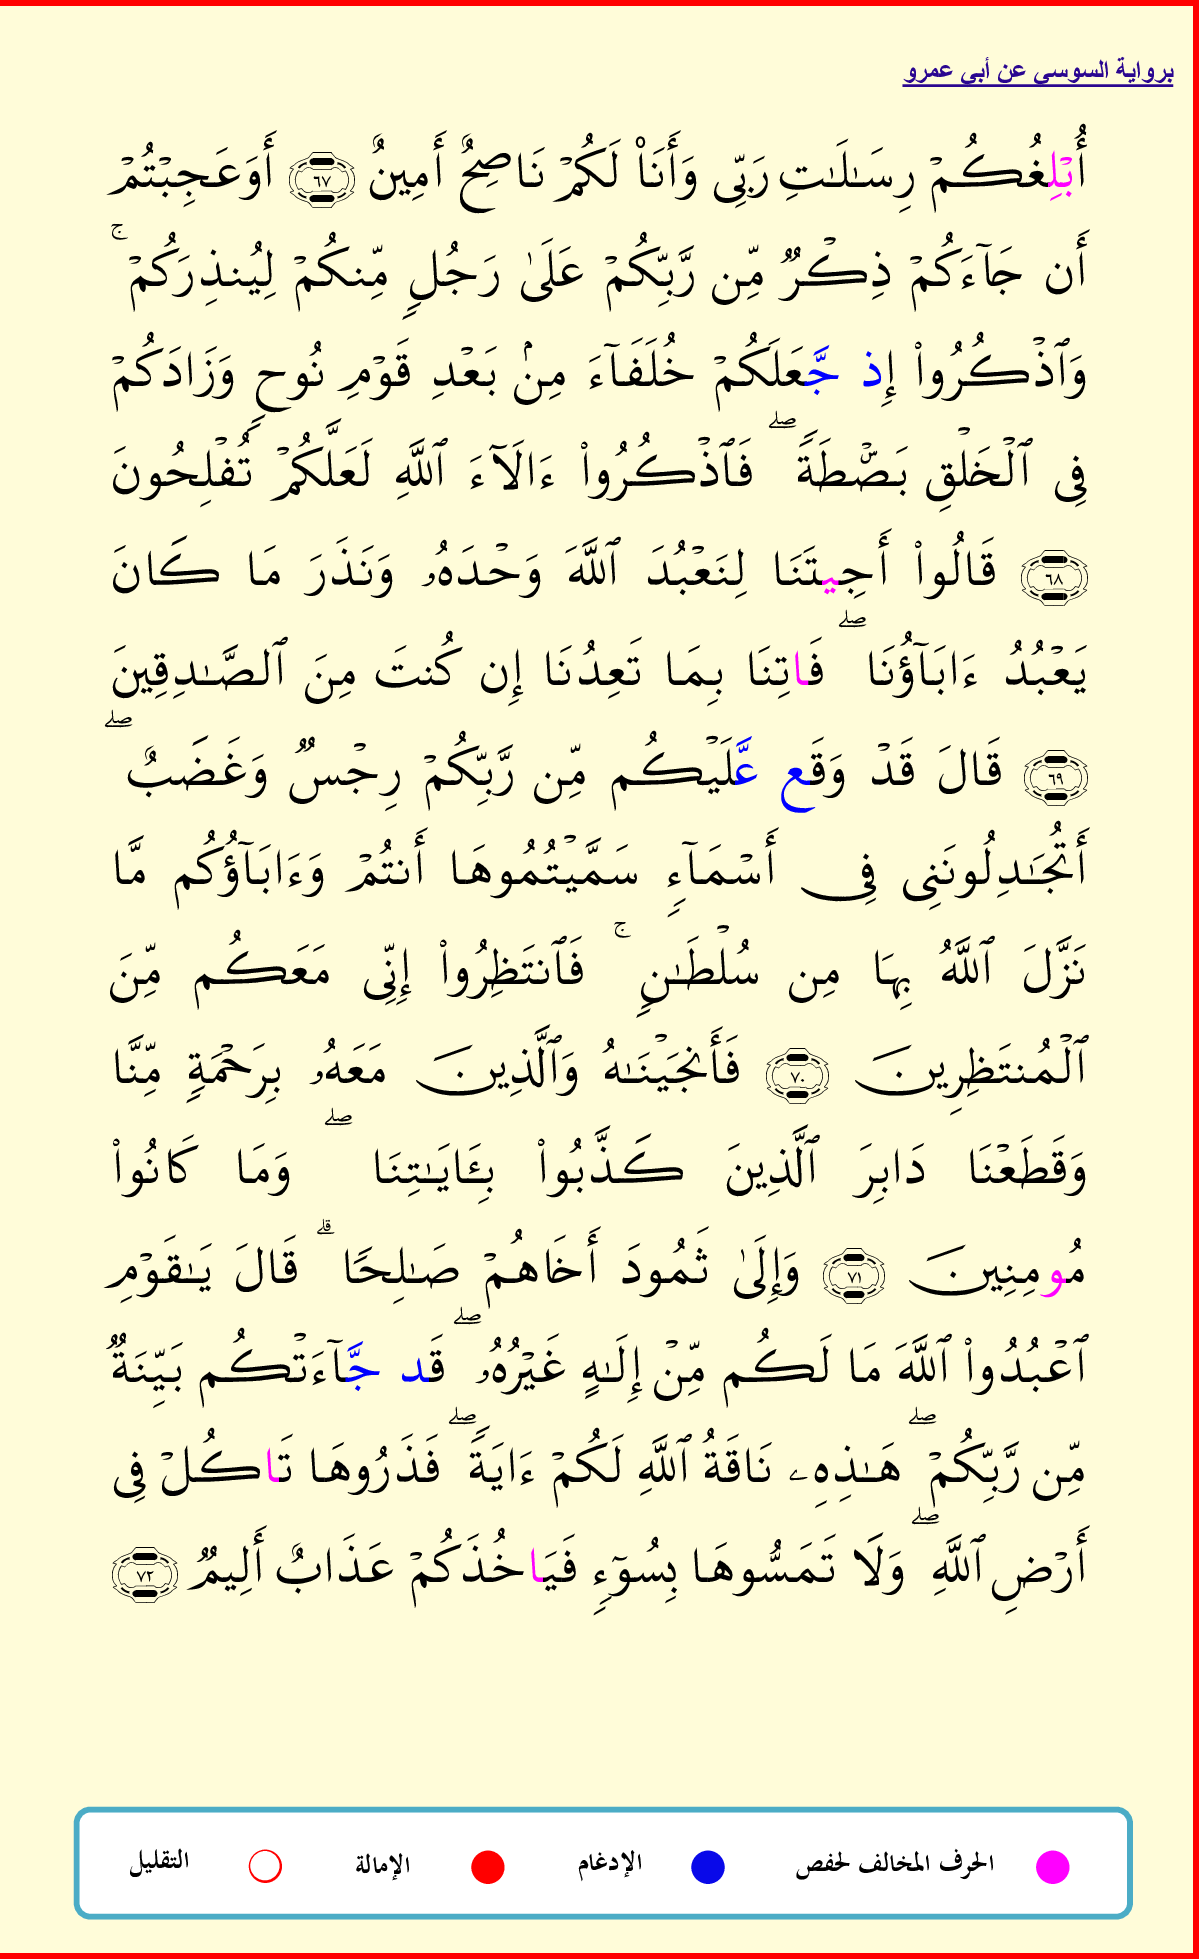 برواية السوسي عن أبي عمرو
أُبْلِغُكُمْ رِسَـٰلَـٰتِ رَبِّى وَأَنَا۠ لَكُمْ نَاصِحٌ أَمِينٌ ٦٧ أَوَعَجِبْتُمْ
أَن جَآءَكُمْ ذِكْرٌ مِّن رَّبِّكُمْ عَلَىٰ رَجُلٍ مِّنكُمْ لِيُنذِرَكُمْ ۚ
وَٱذْكُرُوا۟ إِذ جَّعَلَكُمْ خُلَفَآءَ مِنۢ بَعْدِ قَوْمِ نُوحٍ وَزَادَكُمْ
فِى ٱلْخَلْقِ بَصْۜطَةً ۖ فَٱذْكُرُوا۟ ءَالَآءَ ٱللَّهِ لَعَلَّكُمْ تُفْلِحُونَ
٦٨ قَالُوا۟ أَجِيتَنَا لِنَعْبُدَ ٱللَّهَ وَحْدَهُۥ وَنَذَرَ مَا كَانَ
يَعْبُدُ ءَابَآؤُنَا ۖ فَاتِنَا بِمَا تَعِدُنَا إِن كُنتَ مِنَ ٱلصَّـٰدِقِينَ
٦٩ قَالَ قَدْ وَقَع عَّلَيْكُم مِّن رَّبِّكُمْ رِجْسٌ وَغَضَبٌ ۖ
أَتُجَـٰدِلُونَنِى فِى أَسْمَآءٍ سَمَّيْتُمُوهَا أَنتُمْ وَءَابَآؤُكُم مَّا
نَزَّلَ ٱللَّهُ بِهَا مِن سُلْطَـٰنٍ ۚ فَٱنتَظِرُوا۟ إِنِّى مَعَكُم مِّنَ
ٱلْمُنتَظِرِينَ ٧٠ فَأَنجَيْنَـٰهُ وَٱلَّذِينَ مَعَهُۥ بِرَحْمَةٍ مِّنَّا
وَقَطَعْنَا دَابِرَ ٱلَّذِينَ كَذَّبُوا۟ بِـَٔايَـٰتِنَا ۖ وَمَا كَانُوا۟
مُومِنِينَ ٧١ وَإِلَىٰ ثَمُودَ أَخَاهُمْ صَـٰلِحًا ۗ قَالَ يَـٰقَوْمِ
ٱعْبُدُوا۟ ٱللَّهَ مَا لَكُم مِّنْ إِلَـٰهٍ غَيْرُهُۥ ۖ قَد جَّآءَتْكُم بَيِّنَةٌ
مِّن رَّبِّكُمْ ۖ هَـٰذِهِۦ نَاقَةُ ٱللَّهِ لَكُمْ ءَايَةً ۖ فَذَرُوهَا تَاكُلْ فِى
أَرْضِ ٱللَّهِ ۖ وَلَا تَمَسُّوهَا بِسُوٓءٍ فَيَاخُذَكُمْ عَذَابٌ أَلِيمٌ ٧٢
الحرف المخالف لحفص الإدغام الإمالة التقليل